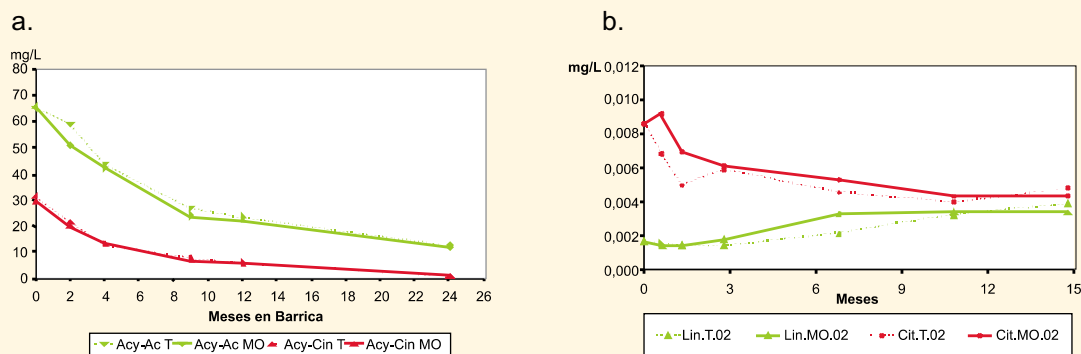 a.
mg/L
80
70
60
50
40
30
20
10
0
0 2 4 6 8 10 12 14 16 18 20 22 24 26
Meses en Barrica
Acy-Ac T Acy-Ac MO Acy-Cin T Acy-Cin MO
b.
mg/L
0,012
0,010
0,008
0,006
0,004
0,002
0,000
0 3 6 9 12 15
Meses
Lin.T.02 Lin.MO.02 Cit.T.02 Cit.MO.02